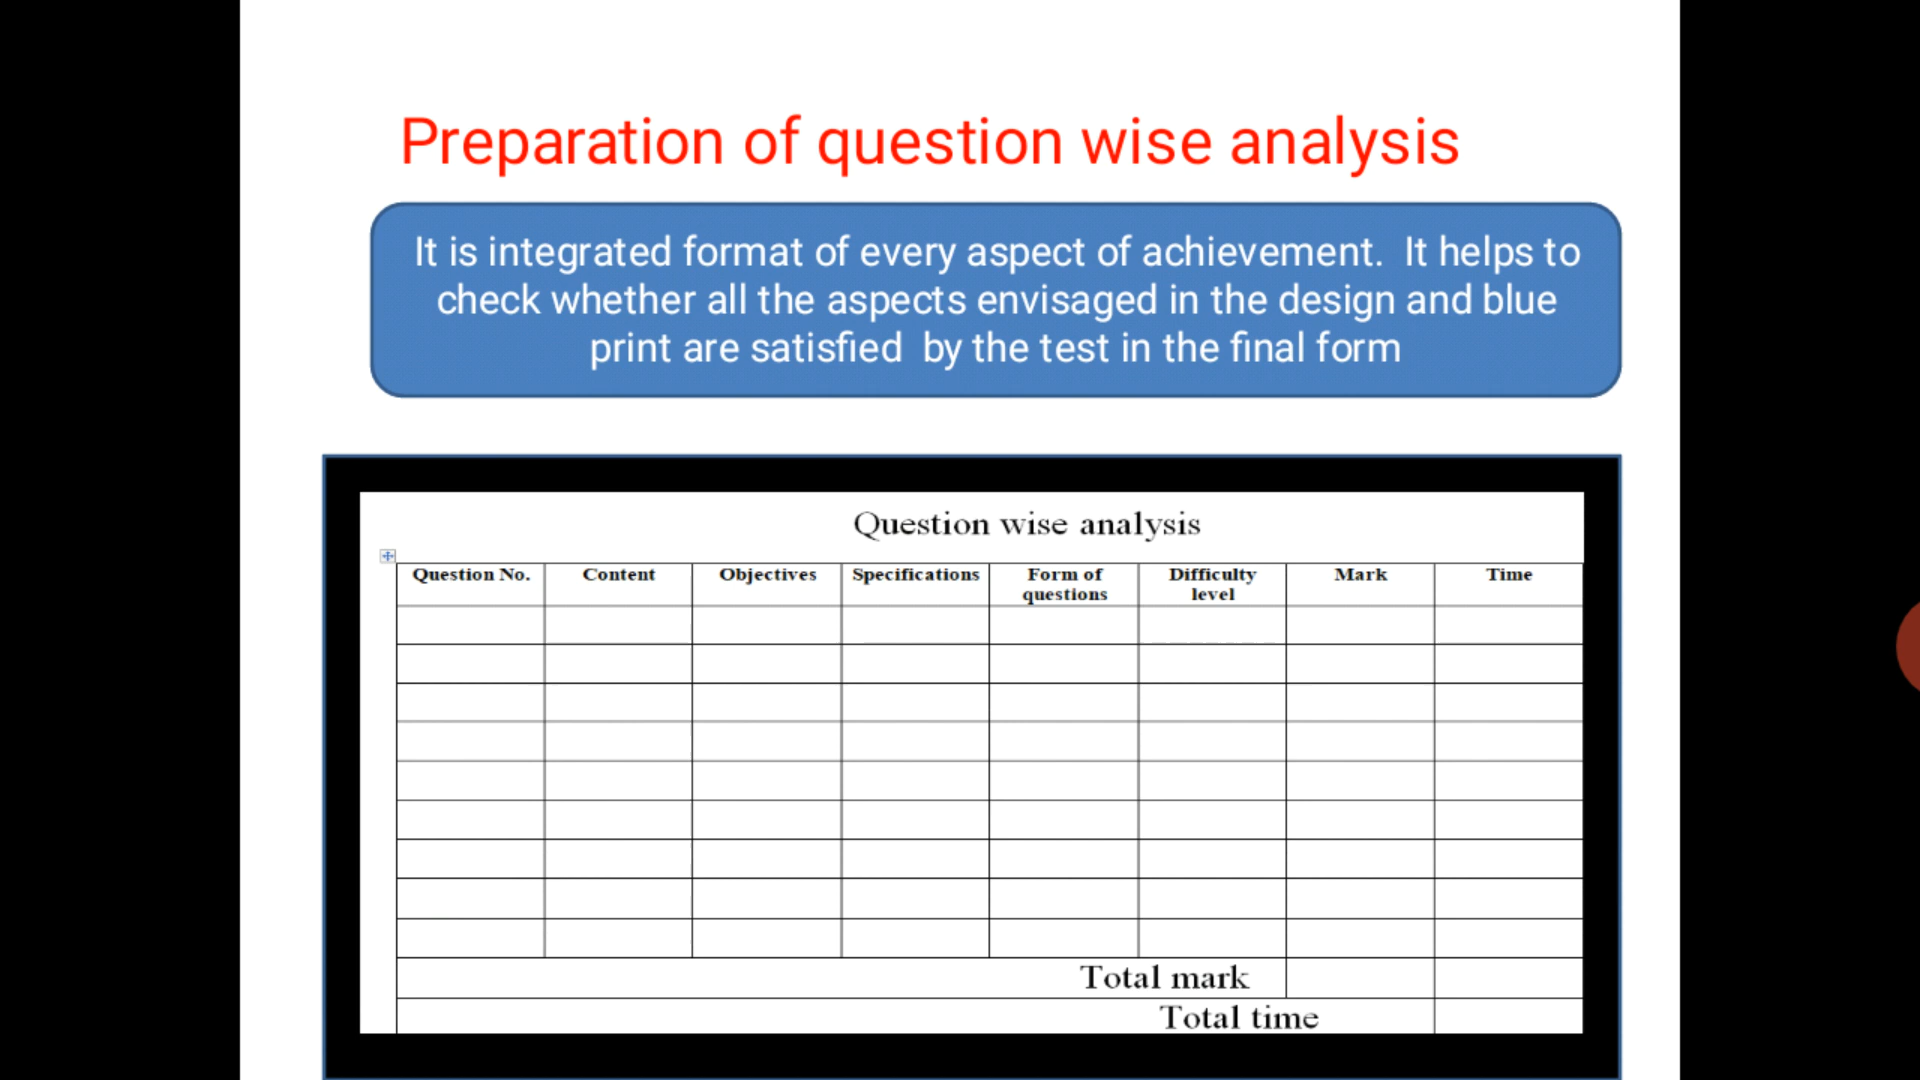 Preparation of question wise analysis
It is integrated format of every aspect of achievement.  It helps to
check whether all the aspects envisaged in the design and blue
print are satisfied  by the test in the final form
Question wise analysis
Question No. Content Objectives Specifications Form of questions Difficulty level Mark Time
Total mark
Total time